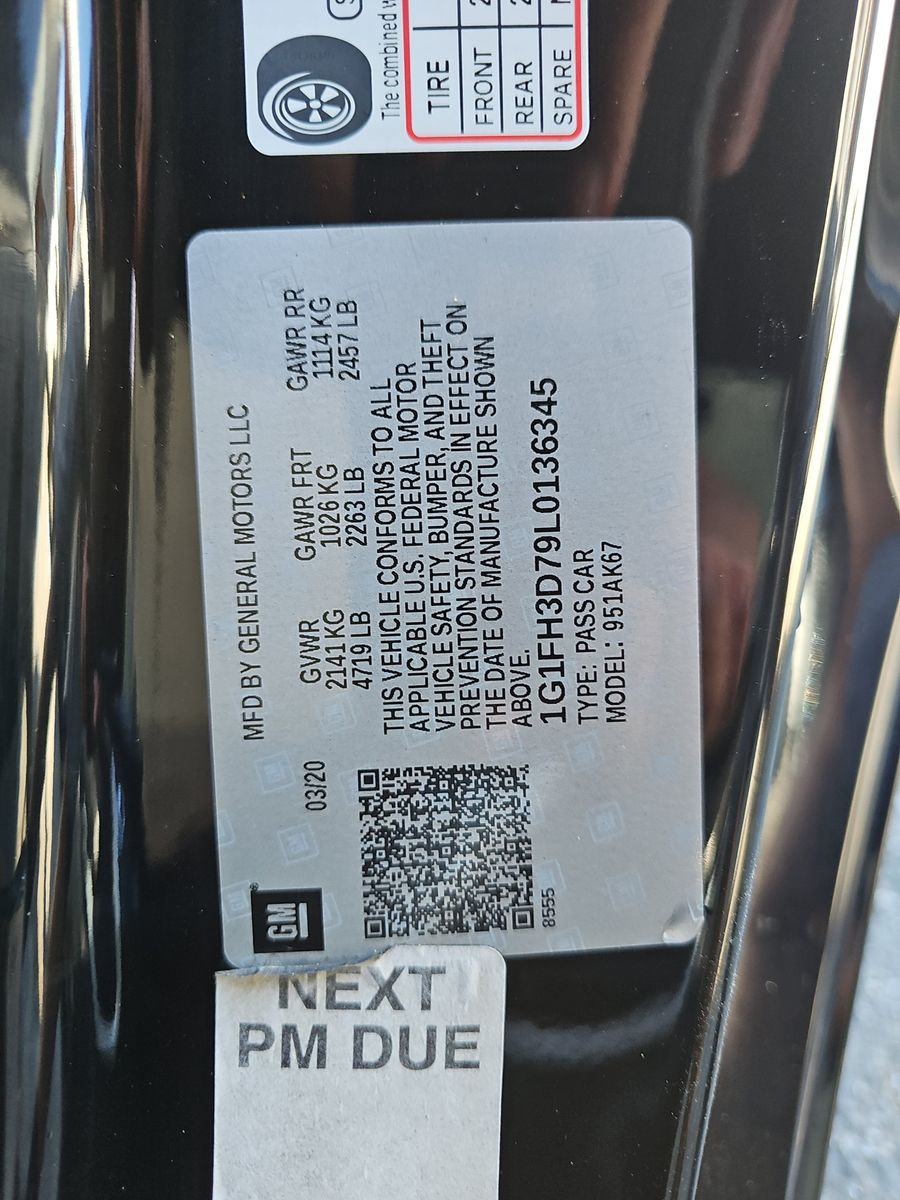 The combined
TIRE
FRONT
REAR
SPARE
MFD BY GENERAL MOTORS LLC
GM
03/20
GVWR GAWR FRT GAWR RR
2141 KG 1026 KG 1114 KG
4719 LB 2263 LB 2457 LB
THIS VEHICLE CONFORMS TO ALL
APPLICABLE U.S. FEDERAL MOTOR
VEHICLE SAFETY, BUMPER, AND THEFT
PREVENTION STANDARDS IN EFFECT ON
THE DATE OF MANUFACTURE SHOWN
ABOVE.
1G1FH3D79L0136345
TYPE: PASS CAR
MODEL: 951AK67
8555
NEXT
PM DUE